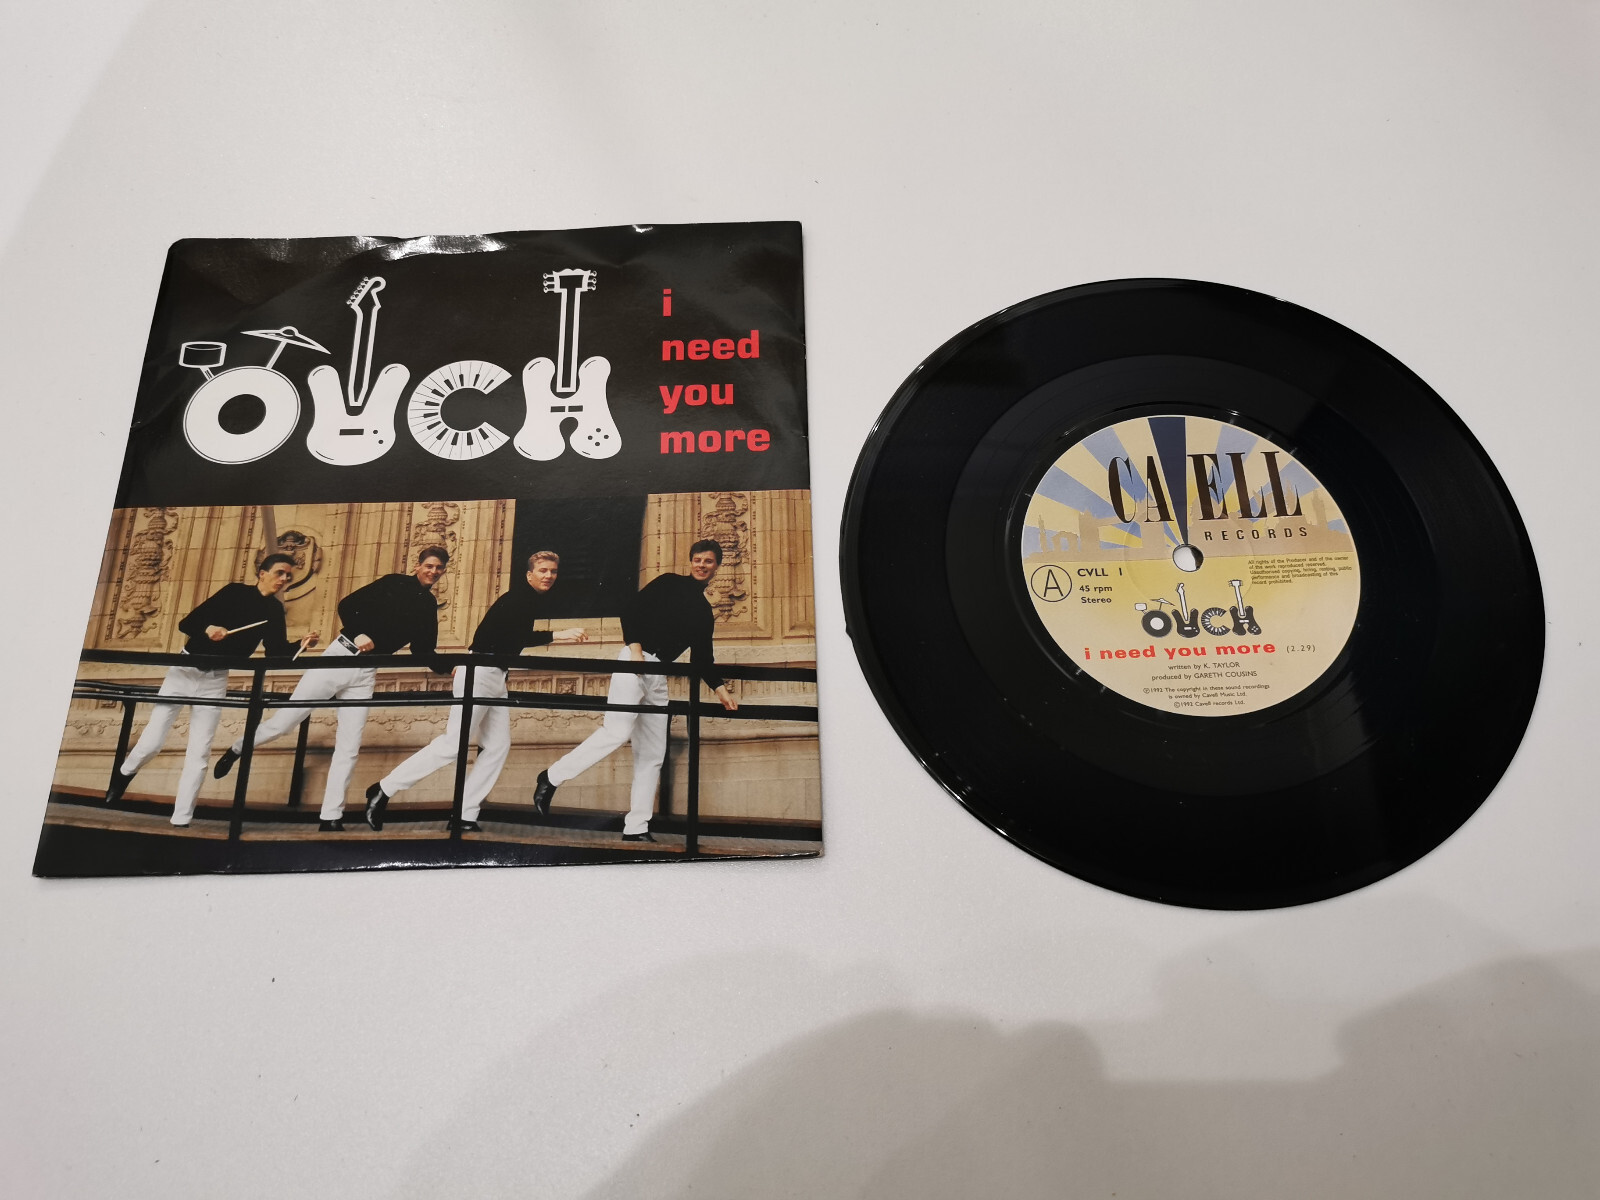 OUCH
i
need
you
more
CAVELL
RECORDS
All rights of the Producer and of the owner
of the work reproduced reserved.
Unauthorised copying, hiring, renting, public
performance and broadcasting of this
record prohibited.
A
CVLL 1
45 rpm
Stereo
OUCH
i need you more (2.29)
written by K. TAYLOR
produced by GARETH COUSINS
℗1992 The copyright in these sound recordings
is owned by Cavell Music Ltd.
©1992 Cavell records Ltd.